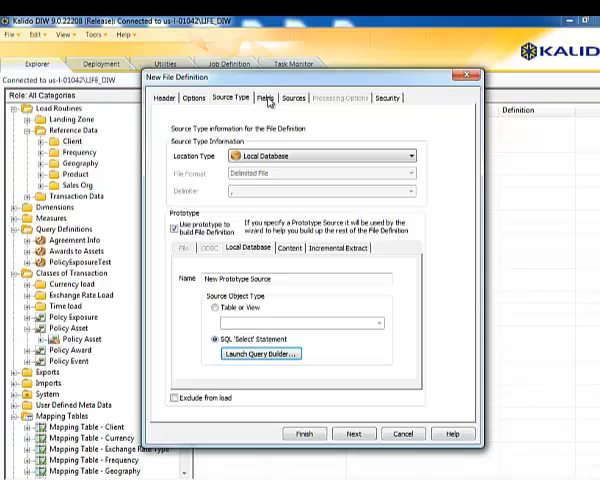 Kalido DIW 9.0.22208 (Release): Connected to us-l-01042\LIFE_DIW
File Edit View Tools Help
Explorer Deployment Utilities Job Definition Task Monitor
KALIDO
Connected to us-l-01042\LIFE_DIW
Role: All Categories
Load Routines
Landing Zone
Reference Data
Client
Frequency
Geography
Product
Sales Org
Transaction Data
Dimensions
Measures
Query Definitions
Agreement Info
Awards to Assets
PolicyExposureTest
Classes of Transaction
Currency load
Exchange Rate Load
Time load
Policy Exposure
Policy Asset
Policy Asset
Policy Award
Policy Event
Exports
Imports
System
User Defined Meta Data
Mapping Tables
Mapping Table - Client
Mapping Table - Currency
Mapping Table - Exchange Rate Type
Mapping Table - Frequency
Mapping Table - Geography
Definition
New File Definition
Header Options Source Type Fields Sources Processing Options Security
Source Type information for the File Definition
Source Type Information
Location Type Local Database
File Format Delimited File
Delimiter ,
Prototype
Use prototype to build File Definition
If you specify a Prototype Source it will be used by the wizard to help you build up the rest of the File Definition
File ODBC Local Database Content Incremental Extract
Name New Prototype Source
Source Object Type
Table or View
SQL 'Select' Statement
Launch Query Builder...
Exclude from load
Finish Next Cancel Help